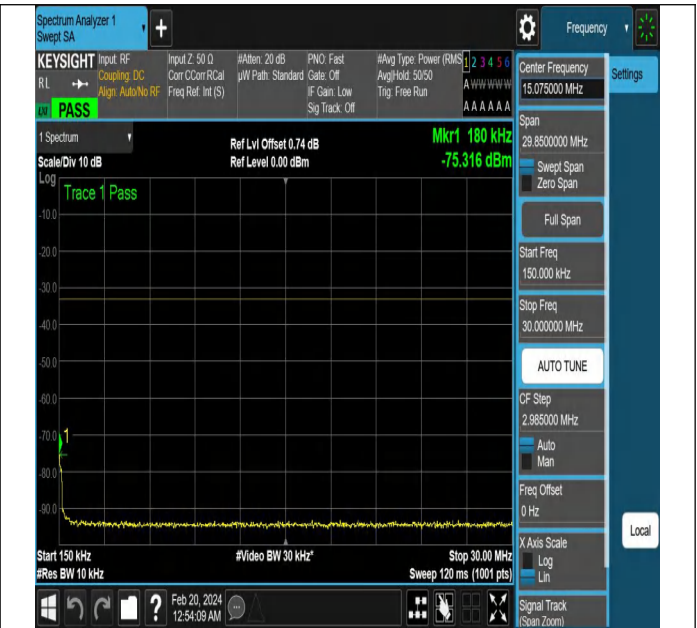 Spectrum Analyzer 1
Swept SA
+
Frequency
KEYSIGHT
RL
PASS
Input: RF
Coupling: DC
Align: Auto/No RF
Input Z: 50 Ω
Corr CCorr RCal
Freq Ref: Int (S)
#Atten: 20 dB
µW Path: Standard
PNO: Fast
Gate: Off
IF Gain: Low
Sig Track: Off
#Avg Type: Power (RMS
Avg|Hold: 50/50
Trig: Free Run
1 2 3 4 5 6
A W W W W W
A A A A A A
1 Spectrum
Scale/Div 10 dB
Ref Lvl Offset 0.74 dB
Ref Level 0.00 dBm
Mkr1 180 kHz
-75.316 dBm
Log
Trace 1 Pass
-10.0
-20.0
-30.0
-40.0
-50.0
-60.0
-70.0
-80.0
-90.0
1
Start 150 kHz
#Res BW 10 kHz
#Video BW 30 kHz*
Stop 30.00 MHz
Sweep 120 ms (1001 pts)
?
Feb 20, 2024
12:54:09 AM
Center Frequency
15.075000 MHz
Settings
Span
29.8500000 MHz
Swept Span
Zero Span
Full Span
Start Freq
150.000 kHz
Stop Freq
30.000000 MHz
AUTO TUNE
CF Step
2.985000 MHz
Auto
Man
Freq Offset
0 Hz
X Axis Scale
Log
Lin
Local
Signal Track
(Span Zoom)